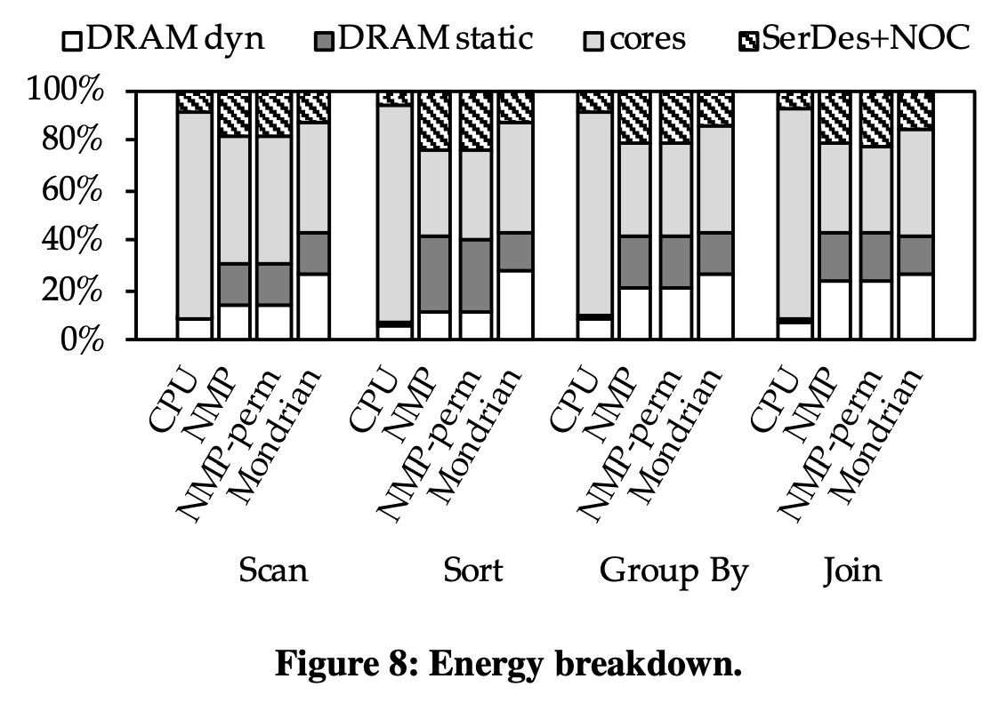 DRAM dyn DRAM static cores SerDes+NOC
100%
80%
60%
40%
20%
0%
CPU NMP NMP-perm Mondrian CPU NMP NMP-perm Mondrian CPU NMP NMP-perm Mondrian CPU NMP NMP-perm Mondrian
Scan Sort Group By Join
Figure 8: Energy breakdown.